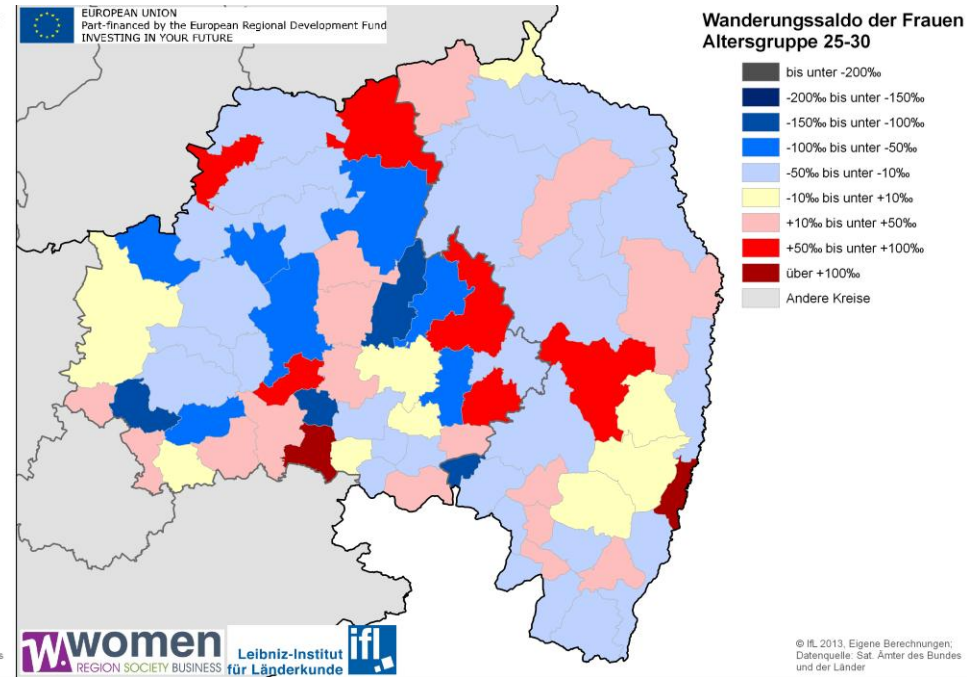 EUROPEAN UNION
Part-financed by the European Regional Development Fund
INVESTING IN YOUR FUTURE
Wanderungssaldo der Frauen
Altersgruppe 25-30
bis unter -200‰
-200‰ bis unter -150‰
-150‰ bis unter -100‰
-100‰ bis unter -50‰
-50‰ bis unter -10‰
-10‰ bis unter +10‰
+10‰ bis unter +50‰
+50‰ bis unter +100‰
über +100‰
Andere Kreise
W.women
REGION SOCIETY BUSINESS
Leibniz-Institut
für Länderkunde
ifl
s
© IfL 2013, Eigene Berechnungen;
Datenquelle: Sat. Ämter des Bundes
und der Länder